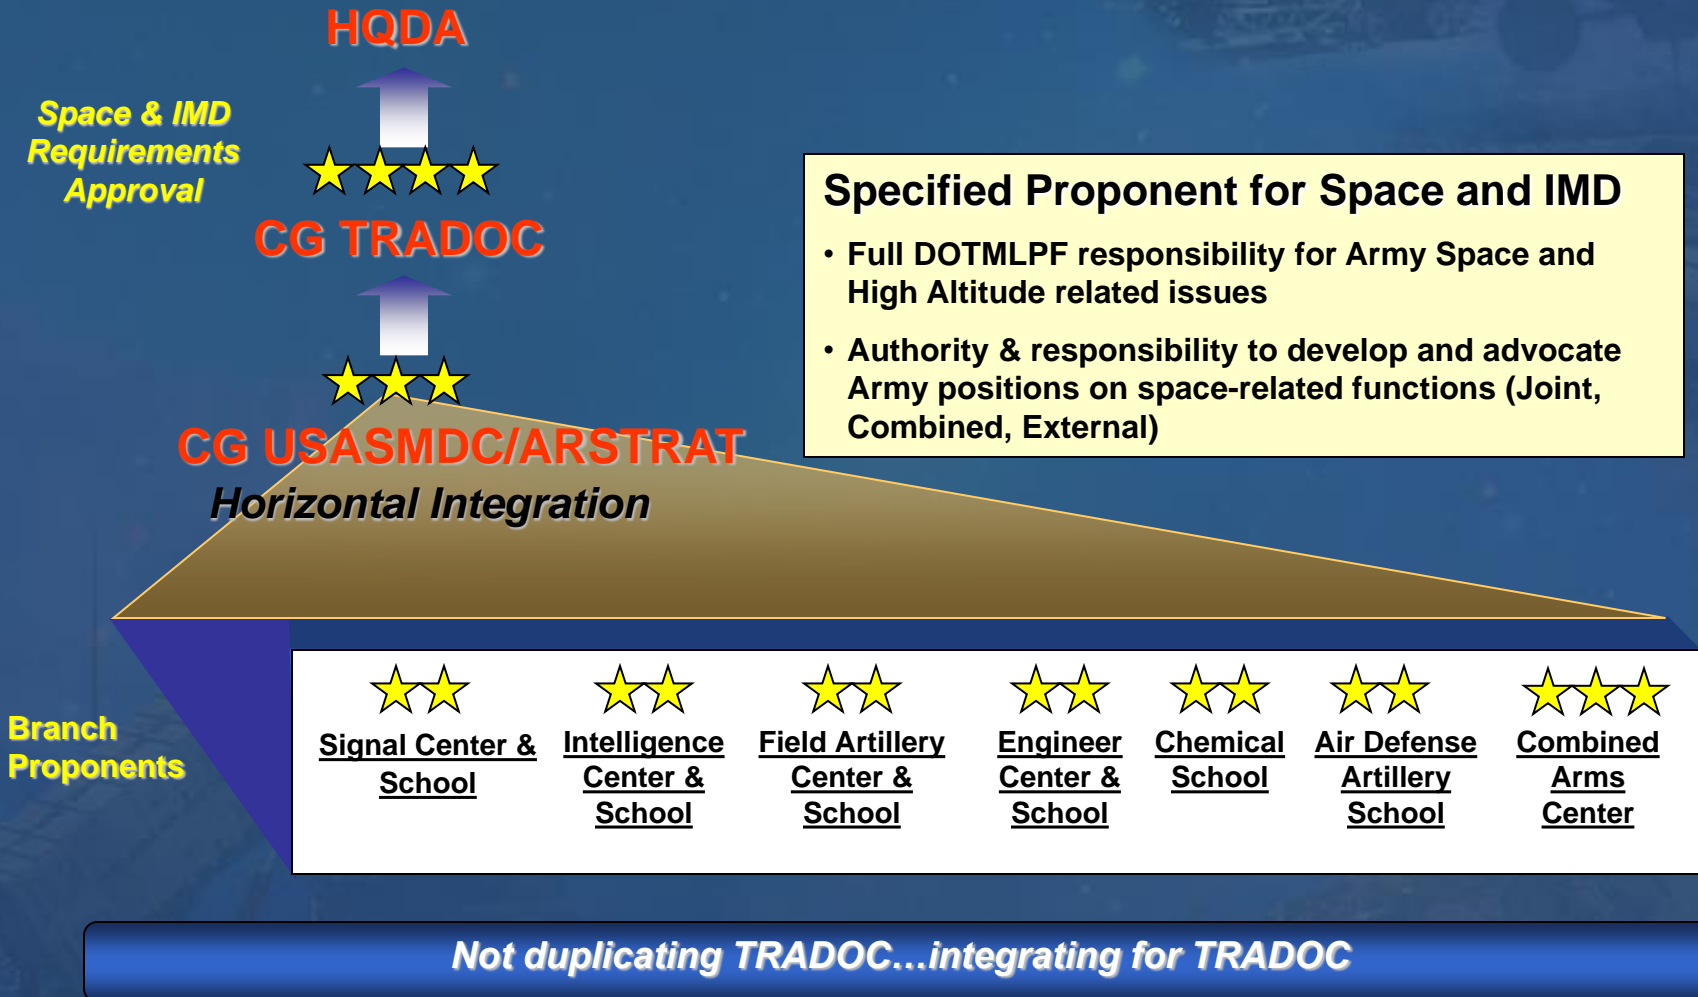 HQDA
Space & IMD
Requirements
Approval
CG TRADOC
CG USASMDC/ARSTRAT
Horizontal Integration
Specified Proponent for Space and IMD
• Full DOTMLPF responsibility for Army Space and
High Altitude related issues
• Authority & responsibility to develop and advocate
Army positions on space-related functions (Joint,
Combined, External)
Branch
Proponents
Signal Center &
School
Intelligence
Center &
School
Field Artillery
Center &
School
Engineer
Center &
School
Chemical
School
Air Defense
Artillery
School
Combined
Arms
Center
Not duplicating TRADOC…integrating for TRADOC